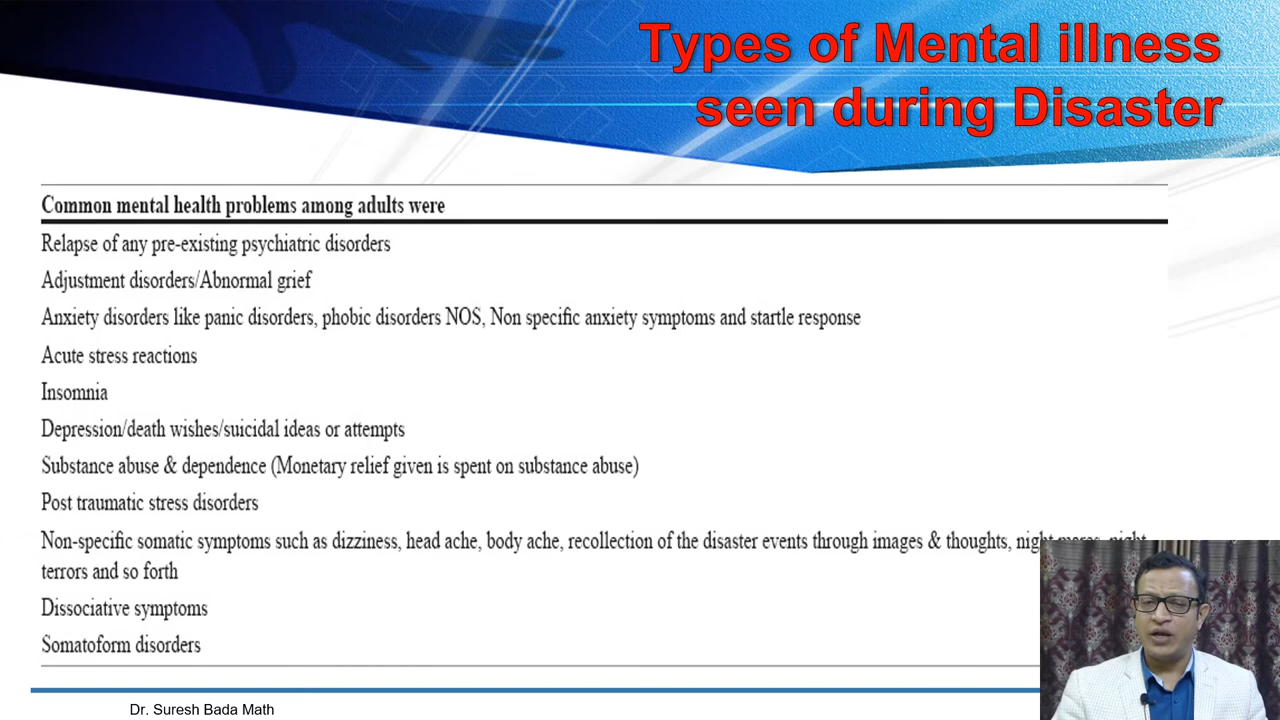 Types of Mental illness
seen during Disaster
Common mental health problems among adults were
Relapse of any pre-existing psychiatric disorders
Adjustment disorders/Abnormal grief
Anxiety disorders like panic disorders, phobic disorders NOS, Non specific anxiety symptoms and startle response
Acute stress reactions
Insomnia
Depression/death wishes/suicidal ideas or attempts
Substance abuse & dependence (Monetary relief given is spent on substance abuse)
Post traumatic stress disorders
Non-specific somatic symptoms such as dizziness, head ache, body ache, recollection of the disaster events through images & thoughts, night mares, night
terrors and so forth
Dissociative symptoms
Somatoform disorders
Dr. Suresh Bada Math